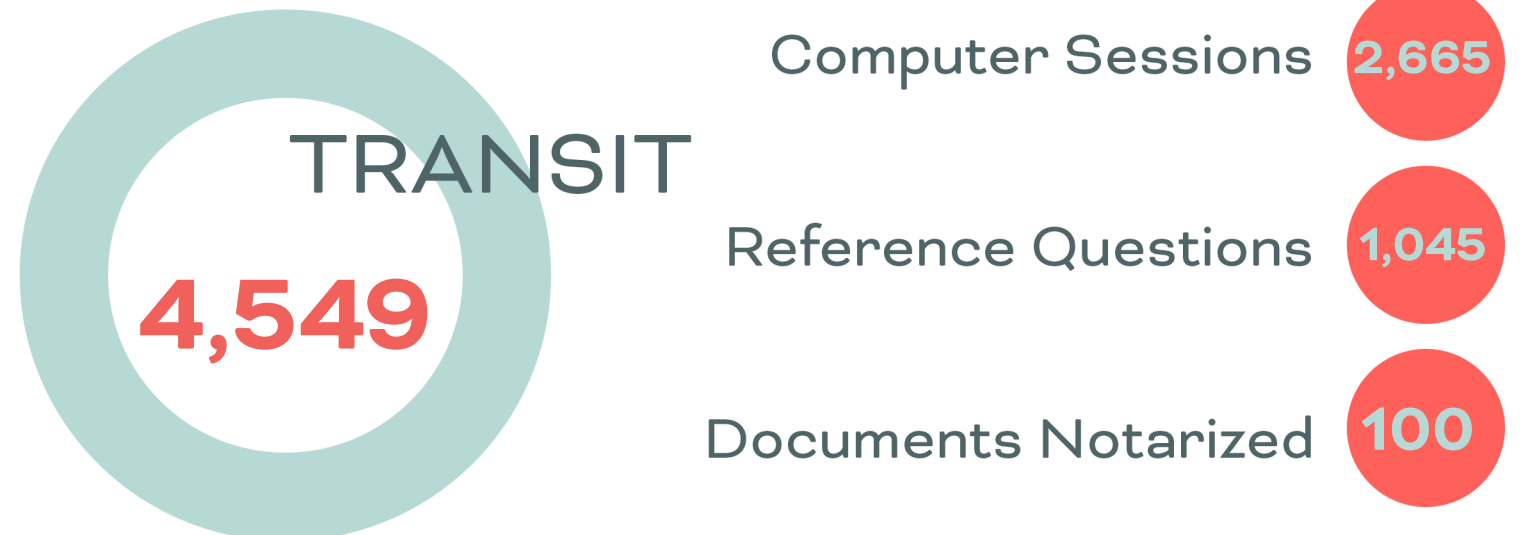 TRANSIT
4,549
Computer Sessions 2,665
Reference Questions 1,045
Documents Notarized 100